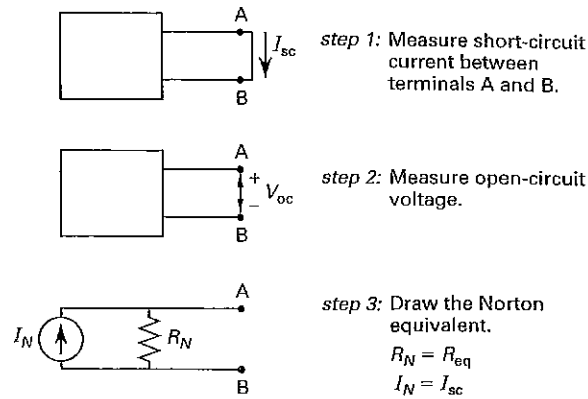 A
I_sc
B
step 1: Measure short-circuit
current between
terminals A and B.
A
+
V_oc
−
B
step 2: Measure open-circuit
voltage.
A
I_N
R_N
B
step 3: Draw the Norton
equivalent.
R_N = R_eq
I_N = I_sc